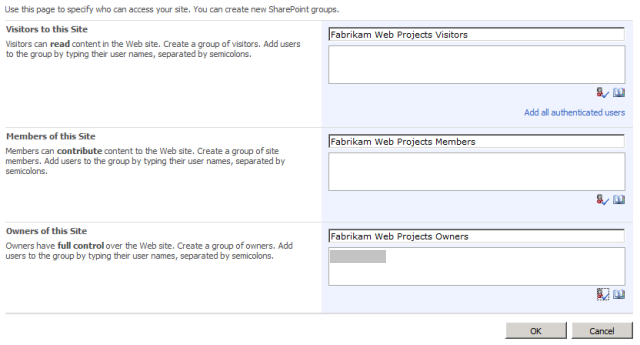 Use this page to specify who can access your site. You can create new SharePoint groups.
Visitors to this Site
Visitors can read content in the Web site. Create a group of visitors. Add users
to the group by typing their user names, separated by semicolons.
Fabrikam Web Projects Visitors
Add all authenticated users
Members of this Site
Members can contribute content to the Web site. Create a group of site
members. Add users to the group by typing their user names, separated by
semicolons.
Fabrikam Web Projects Members
Owners of this Site
Owners have full control over the Web site. Create a group of owners. Add
users to the group by typing their user names, separated by semicolons.
Fabrikam Web Projects Owners
OK
Cancel